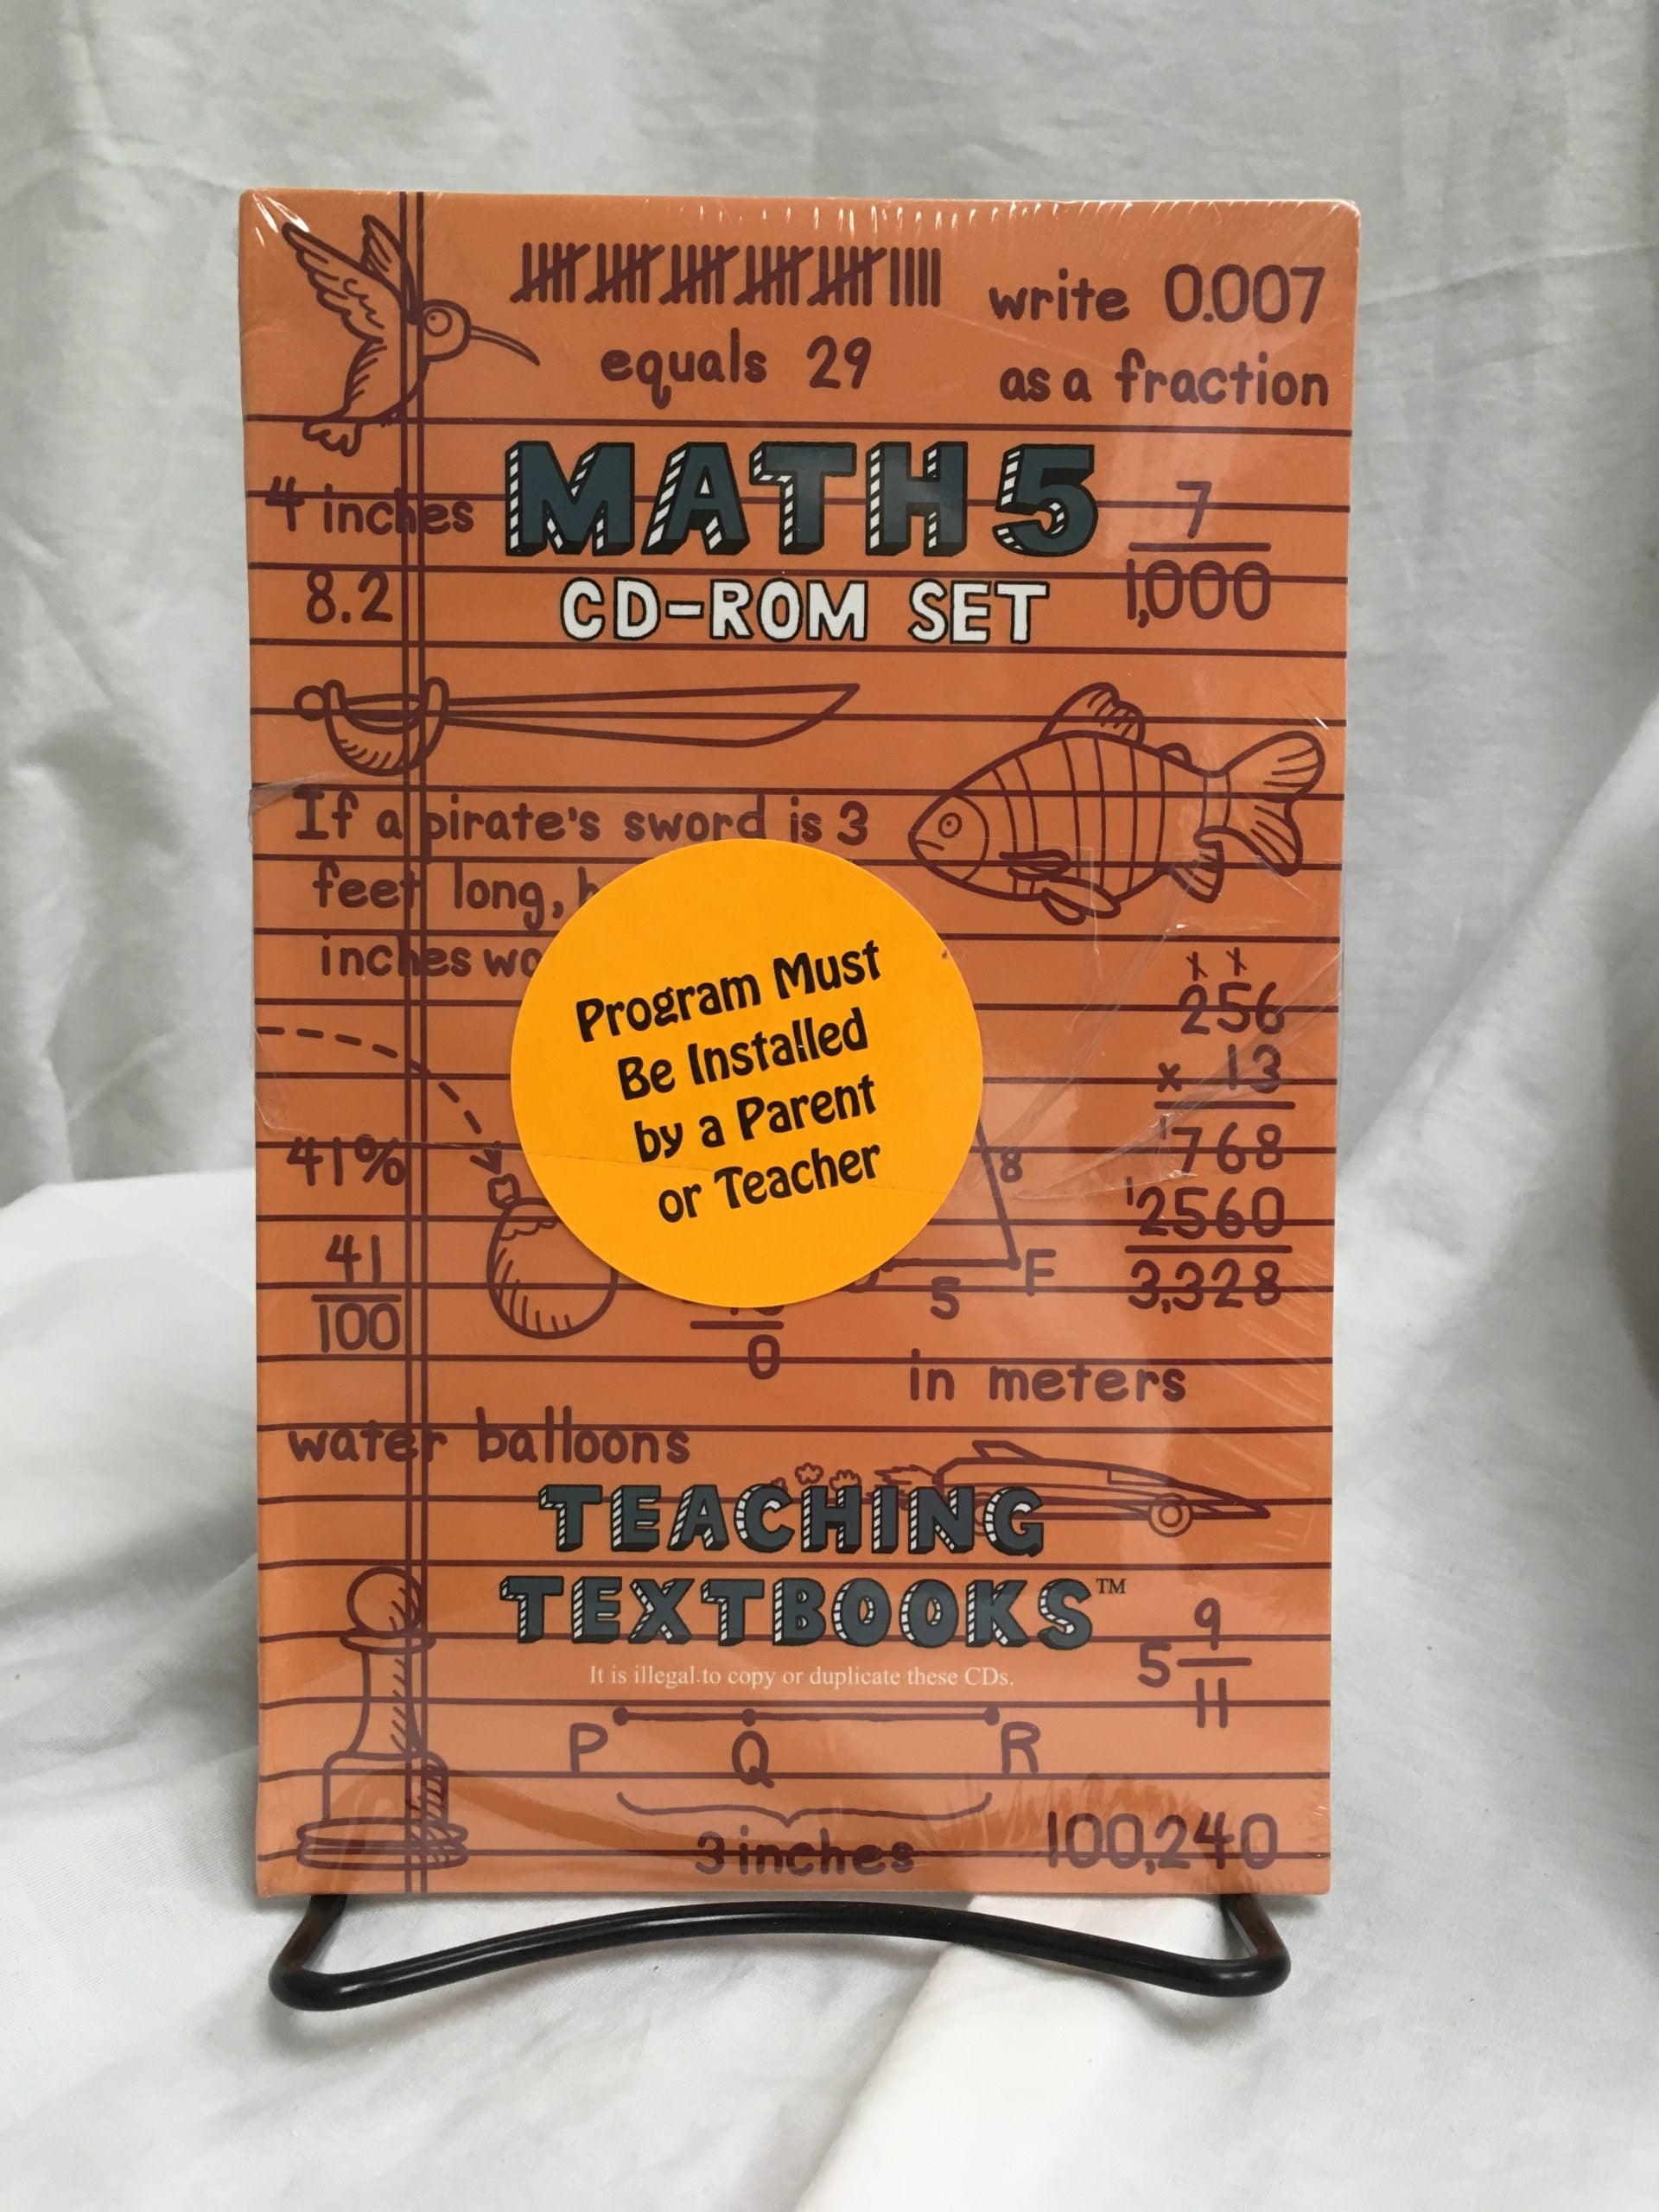 equals 29
write 0.007
as a fraction
MATH 5
CD-ROM SET
4 inches
8.2
7
1,000
If a pirate's sword is 3
feet long,
inches
Program Must
Be Installed
by a Parent
or Teacher
256
x 13
768
2560
3,328
41%
41
100
8
F
5
0
in meters
water balloons
TEACHING
TEXTBOOKS™
It is illegal to copy or duplicate these CDs.
5 9
11
P Q R
3 inches
100,240